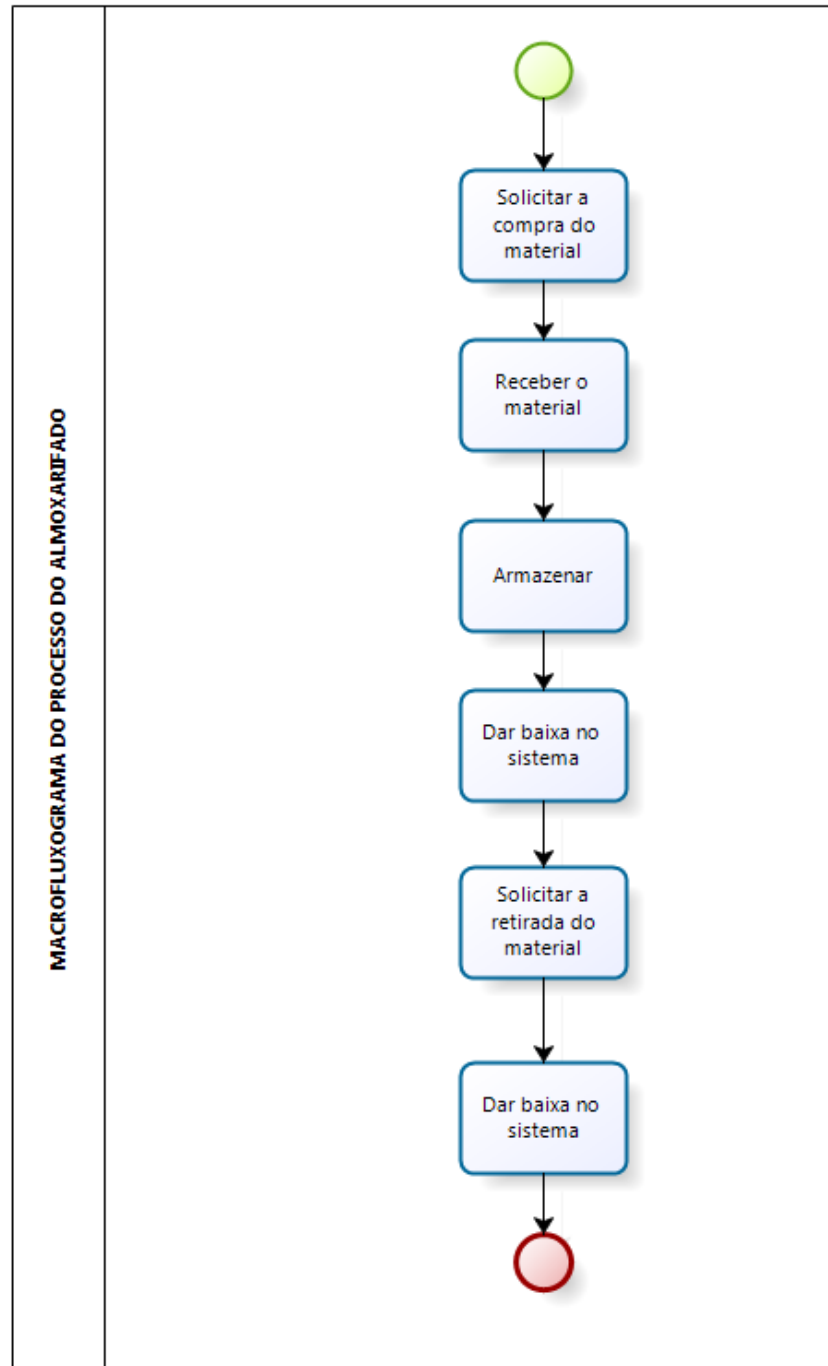 MACROFLUXOGRAMA DO PROCESSO DO ALMOXARIFADO
Solicitar a
compra do
material
Receber o
material
Armazenar
Dar baixa no
sistema
Solicitar a
retirada do
material
Dar baixa no
sistema